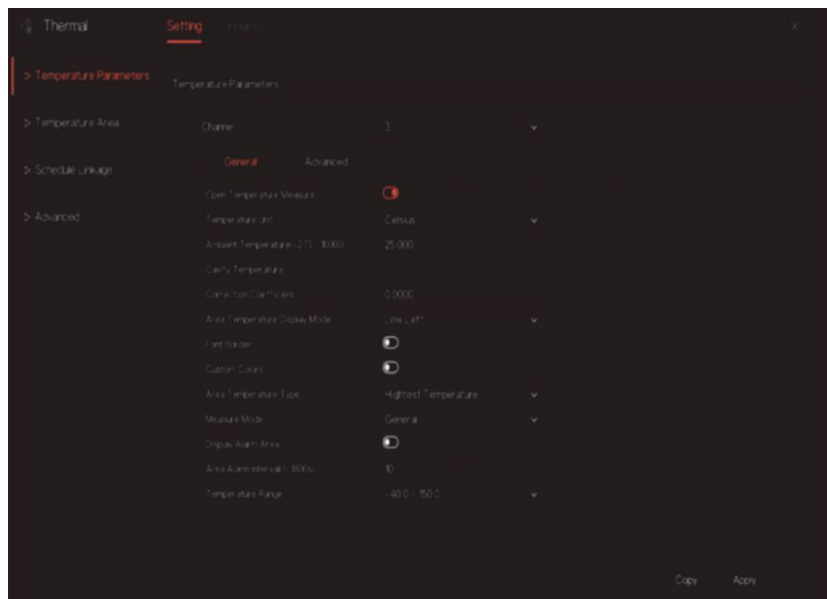 Thermal Setting
> Temperature Parameters
Temperature Parameters
> Temperature Area
Channel 3
> Schedule Linkage
General Advanced
Open Temperature Measure
> Advanced
Temperature Unit Celsius
Ambient Temperature 25.000
Cavity Temperature
Correction Coefficient 0.0000
Area Temperature Display Mode Low Left
Font Border
Custom Colors
Area Temperature Type Hightest Temperature
Measure Mode General
Display Alarm Area
Area Alarm interval 10
Temperature Range -40.0 - 150.0
Copy Apply